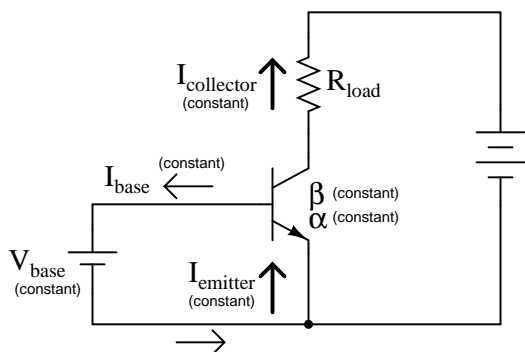 I collector
(constant)
R load
(constant)
I base
β (constant)
α (constant)
V base
(constant)
I emitter
(constant)